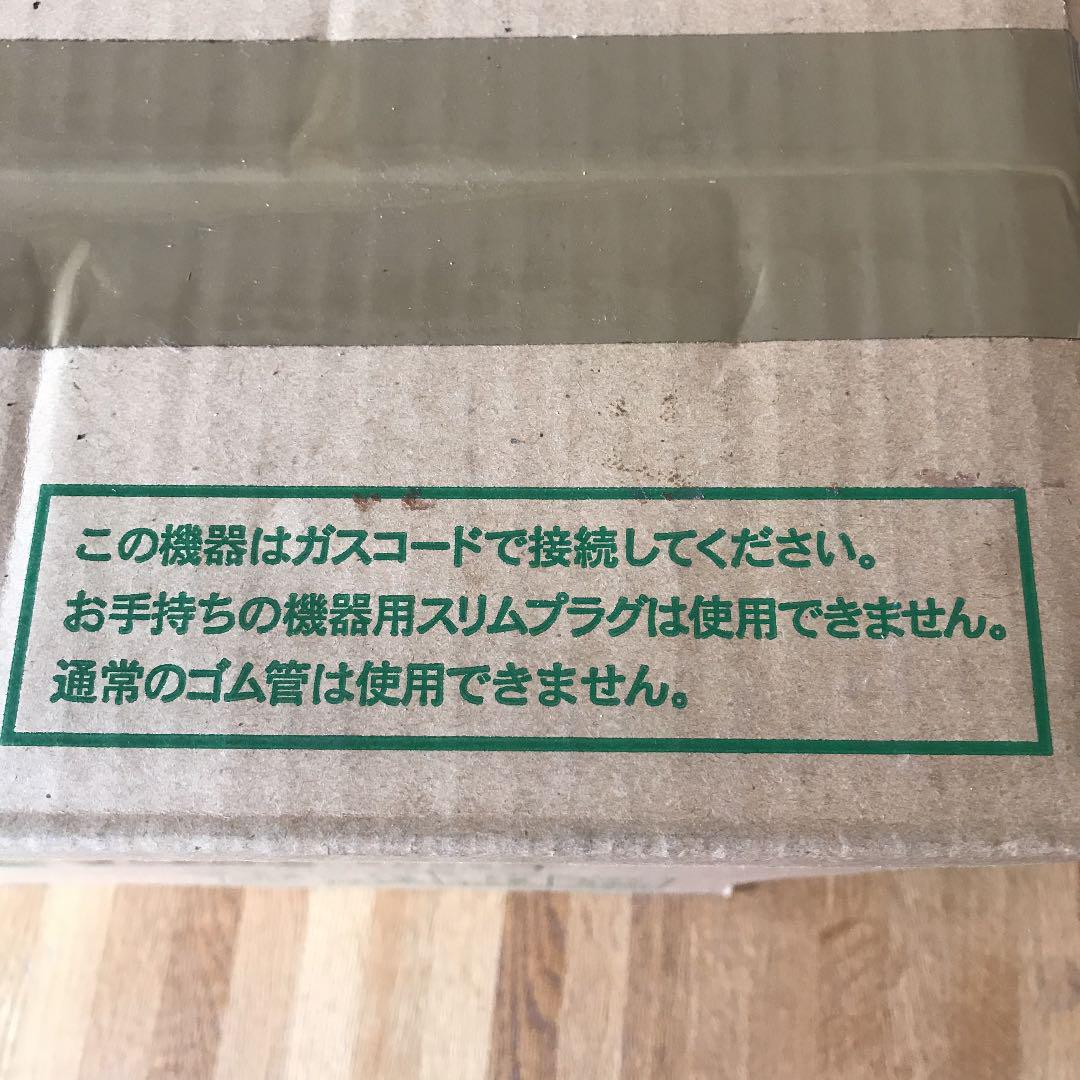 この機器はガスコードで接続してください。
お手持ちの機器用スリムプラグは使用できません。
通常のゴム管は使用できません。